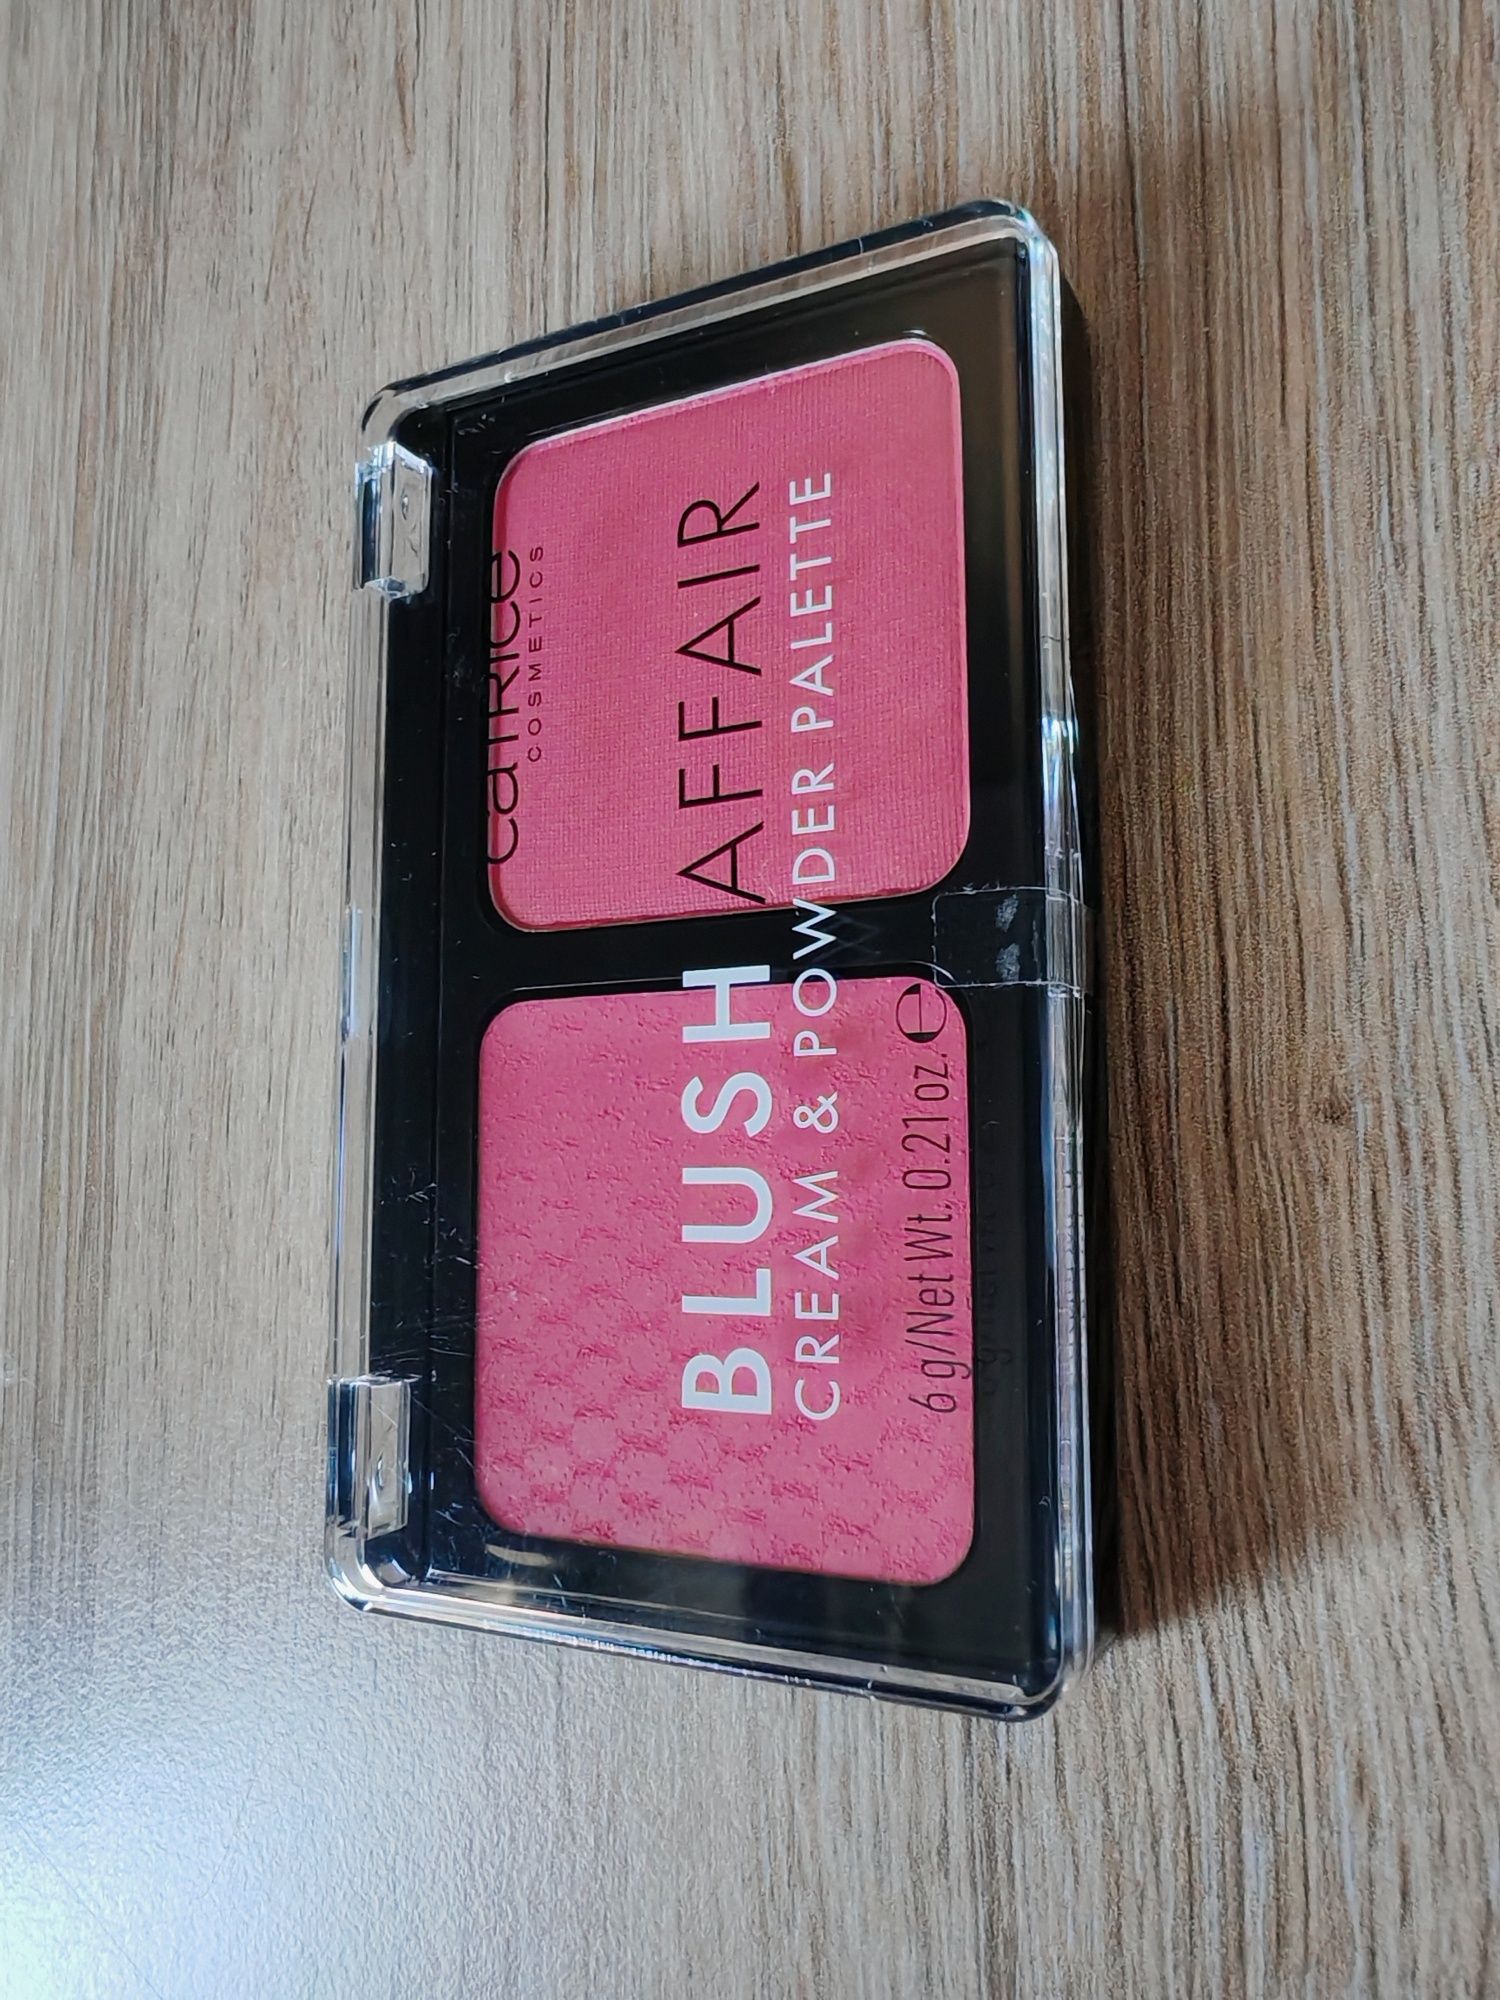 catrice
COSMETICS
BLUSH AFFAIR
CREAM & POWDER PALETTE
6 g/Net Wt. 0.21 oz. ℮